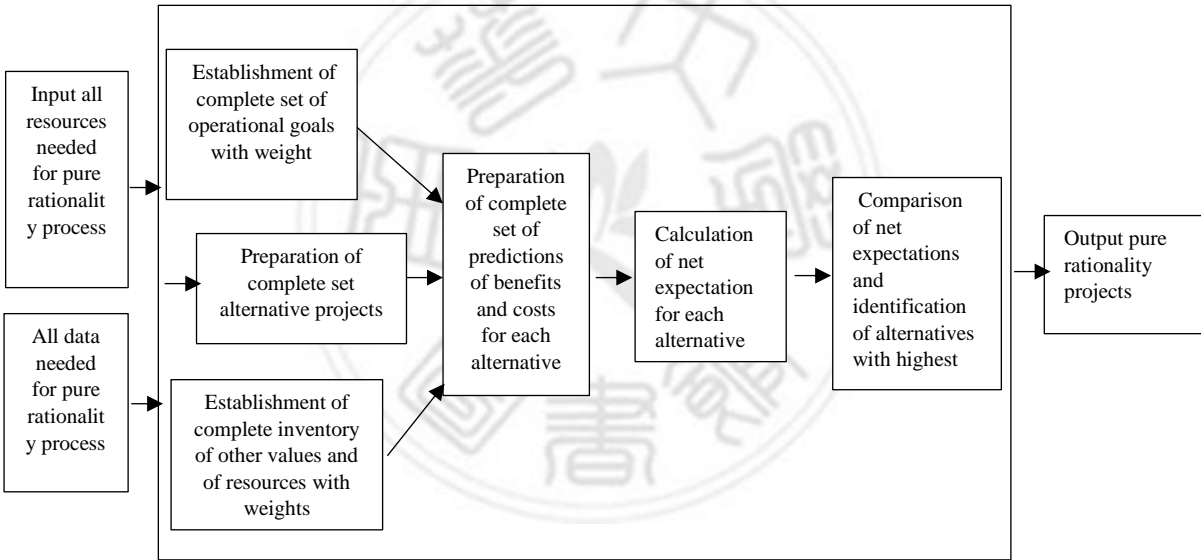 Input all
resources
needed
for pure
rationalit
y process
All data
needed
for pure
rationalit
y process
Establishment of
complete set of
operational goals
with weight
Preparation of
complete set
alternative projects
Establishment of
complete inventory
of other values and
of resources with
weights
Preparation
of complete
set of
predictions
of benefits
and costs
for each
alternative
Calculation
of net
expectation
for each
alternative
Comparison
of net
expectations
and
identification
of alternatives
with highest
Output pure
rationality
projects